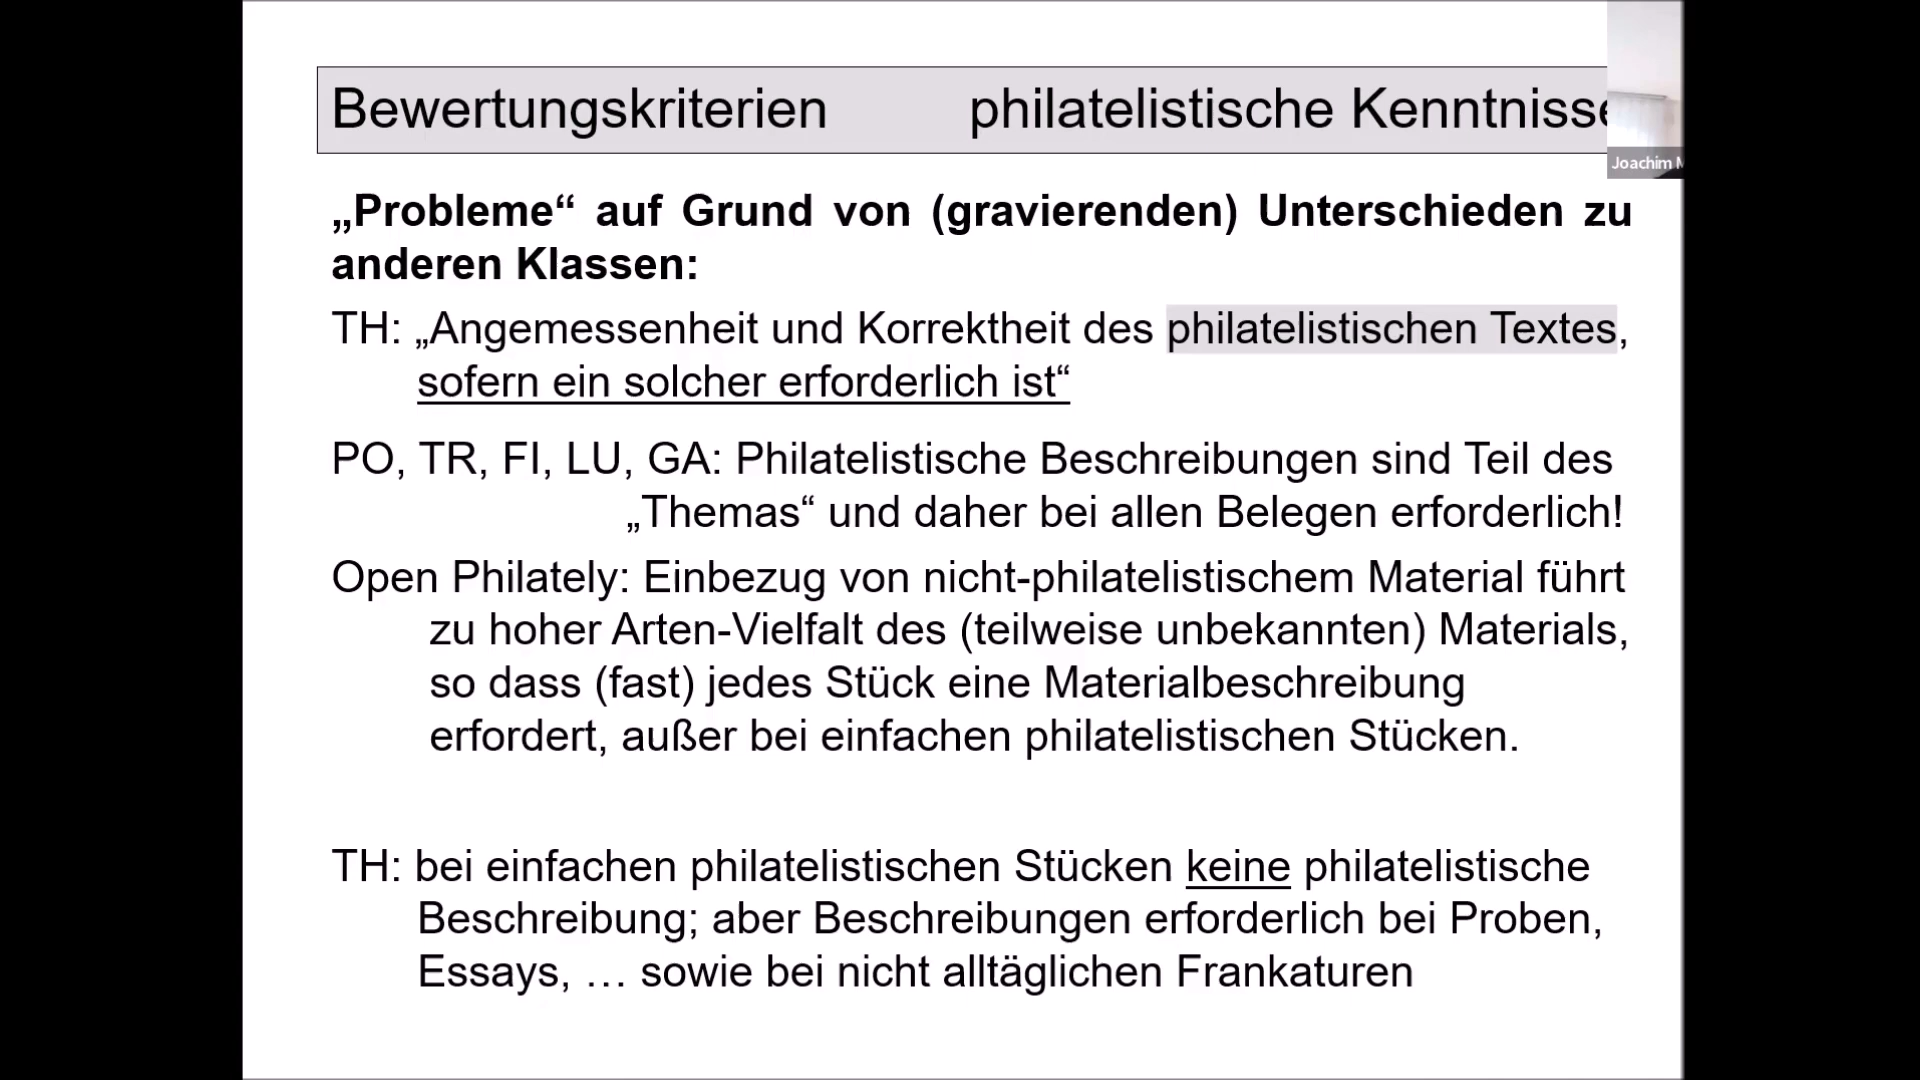 Bewertungskriterien philatelistische Kenntnisse
Joachim M
„Probleme“ auf Grund von (gravierenden) Unterschieden zu
anderen Klassen:
TH: „Angemessenheit und Korrektheit des philatelistischen Textes,
sofern ein solcher erforderlich ist“
PO, TR, FI, LU, GA: Philatelistische Beschreibungen sind Teil des
„Themas“ und daher bei allen Belegen erforderlich!
Open Philately: Einbezug von nicht-philatelistischem Material führt
zu hoher Arten-Vielfalt des (teilweise unbekannten) Materials,
so dass (fast) jedes Stück eine Materialbeschreibung
erfordert, außer bei einfachen philatelistischen Stücken.
TH: bei einfachen philatelistischen Stücken keine philatelistische
Beschreibung; aber Beschreibungen erforderlich bei Proben,
Essays, … sowie bei nicht alltäglichen Frankaturen